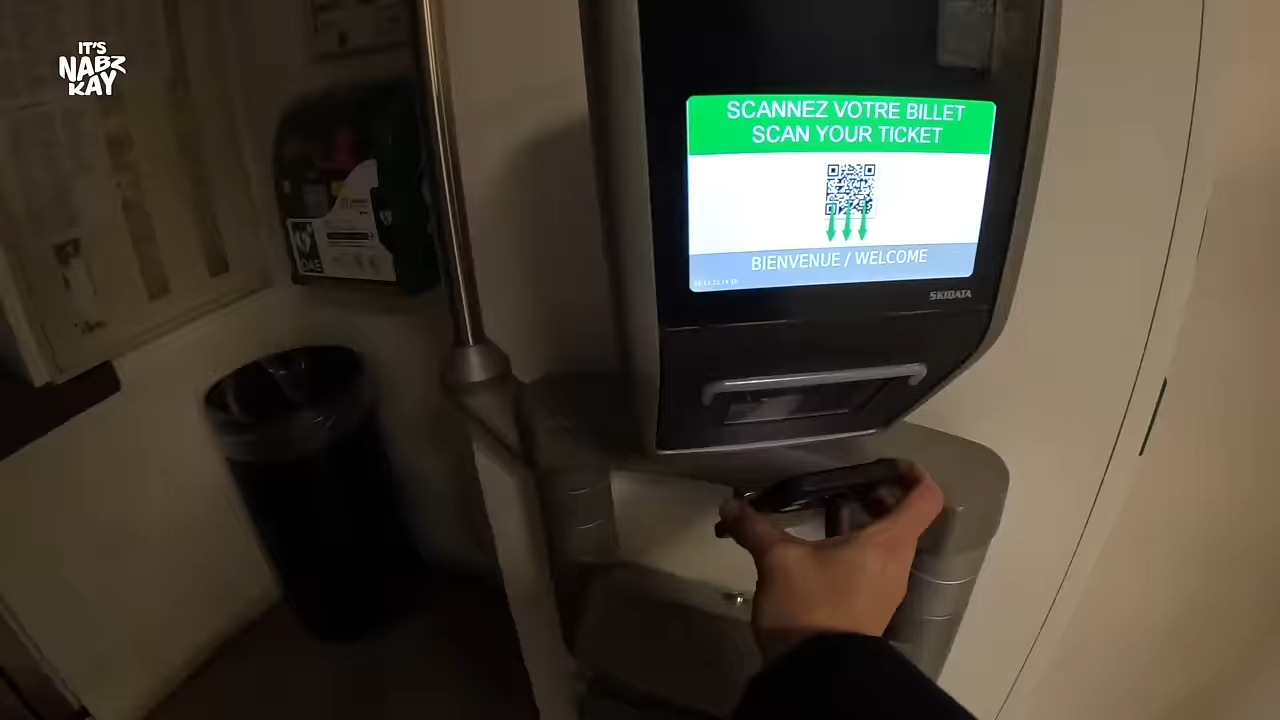 IT'S
NABZ
KAY
SCANNEZ VOTRE BILLET
SCAN YOUR TICKET
BIENVENUE / WELCOME
SKIDATA
DAE